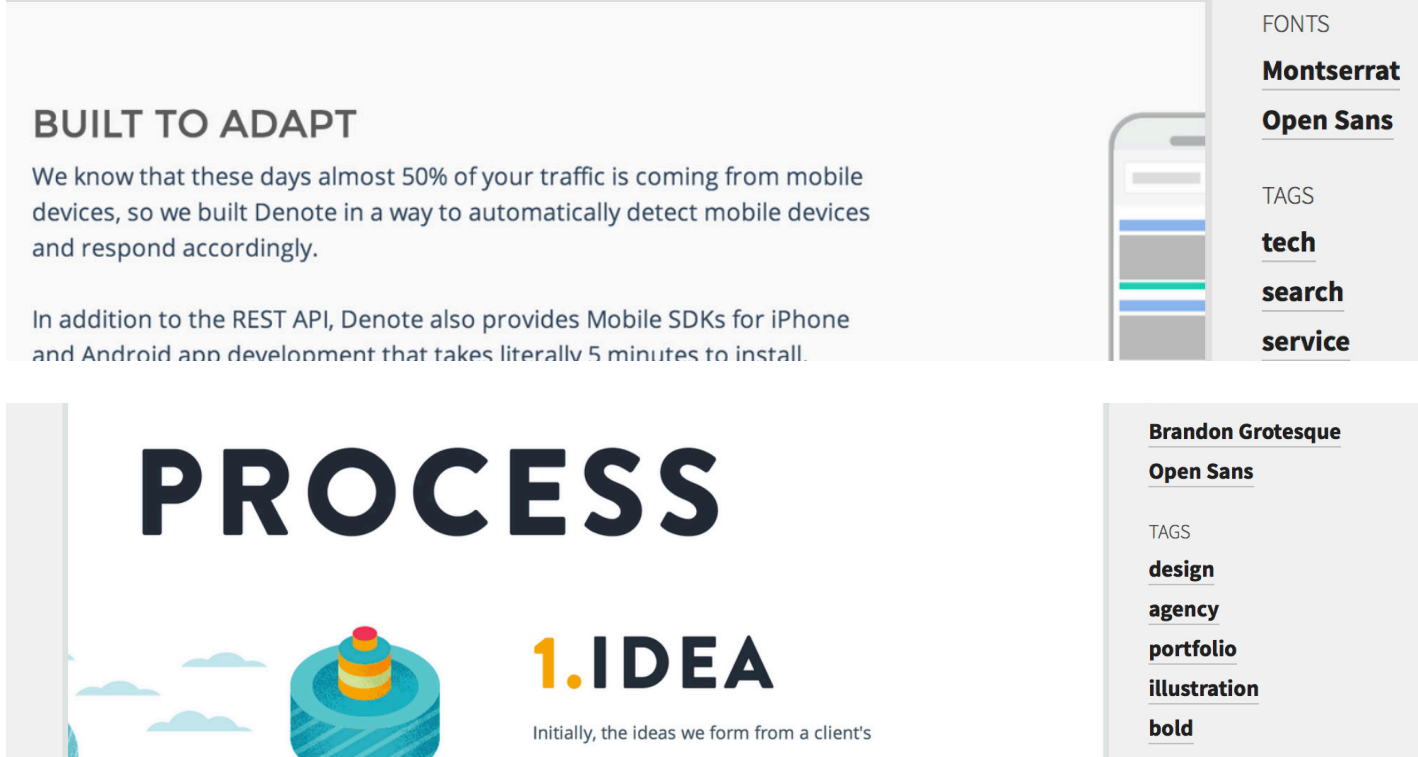 BUILT TO ADAPT
We know that these days almost 50% of your traffic is coming from mobile
devices, so we built Denote in a way to automatically detect mobile devices
and respond accordingly.
In addition to the REST API, Denote also provides Mobile SDKs for iPhone
and Android app development that takes literally 5 minutes to install.
FONTS
Montserrat
Open Sans
TAGS
tech
search
service
PROCESS
1.IDEA
Initially, the ideas we form from a client's
Brandon Grotesque
Open Sans
TAGS
design
agency
portfolio
illustration
bold